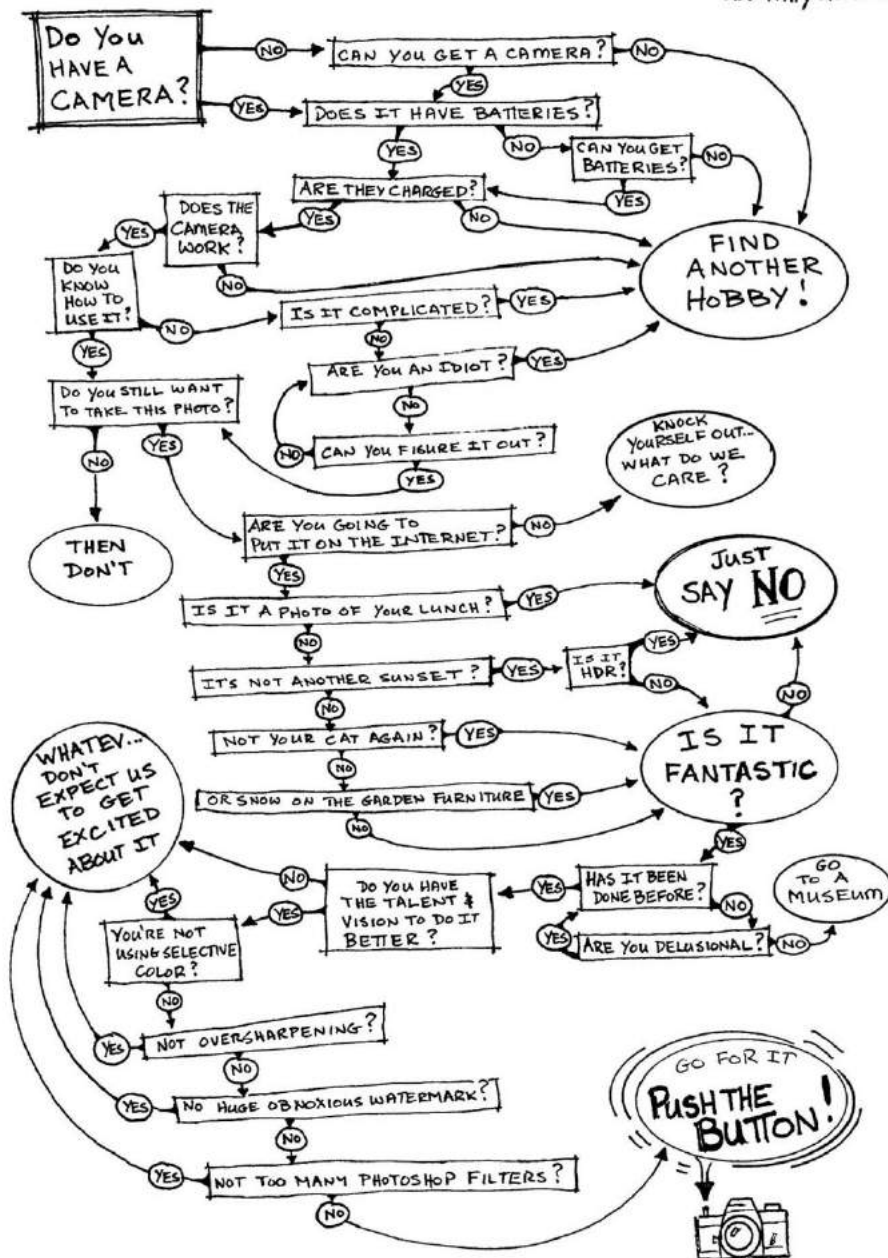 DO YOU
HAVE A
CAMERA?
NO
CAN YOU GET A CAMERA?
NO
YES
YES
DOES IT HAVE BATTERIES?
YES
NO
CAN YOU GET
BATTERIES?
NO
YES
ARE THEY CHARGED?
YES
NO
DOES THE
CAMERA
WORK?
YES
NO
FIND
ANOTHER
HOBBY!
DO YOU
KNOW
HOW TO
USE IT?
NO
YES
IS IT COMPLICATED?
YES
NO
ARE YOU AN IDIOT?
YES
NO
CAN YOU FIGURE IT OUT?
NO
YES
DO YOU STILL WANT
TO TAKE THIS PHOTO?
NO
YES
THEN
DON'T
KNOCK
YOURSELF OUT...
WHAT DO WE
CARE?
ARE YOU GOING TO
PUT IT ON THE INTERNET?
NO
YES
IS IT A PHOTO OF YOUR LUNCH?
YES
NO
JUST
SAY NO
IT'S NOT ANOTHER SUNSET?
YES
IS IT
HDR?
YES
NO
NO
NO
NOT YOUR CAT AGAIN?
YES
NO
IS IT
FANTASTIC
?
YES
OR SNOW ON THE GARDEN FURNITURE
YES
NO
WHATEV...
DON'T
EXPECT US
TO GET
EXCITED
ABOUT IT
HAS IT BEEN
DONE BEFORE?
YES
NO
ARE YOU DELUSIONAL?
YES
NO
GO
TO A
MUSEUM
DO YOU HAVE
THE TALENT &
VISION TO DO IT
BETTER?
NO
YES
YOU'RE NOT
USING SELECTIVE
COLOR?
YES
NO
NOT OVERSHARPENING?
YES
NO
NO HUGE OBNOXIOUS WATERMARK?
YES
NO
NOT TOO MANY PHOTOSHOP FILTERS?
YES
NO
GO FOR IT
PUSH THE
BUTTON!